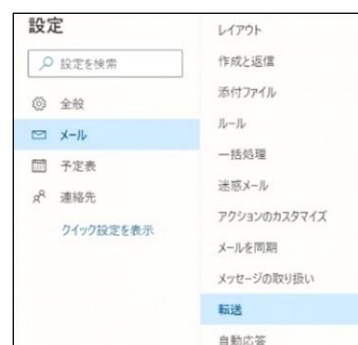 設定
設定を検索
全般
メール
予定表
連絡先
クイック設定を表示
レイアウト
作成と返信
添付ファイル
ルール
一括処理
迷惑メール
アクションのカスタマイズ
メールを同期
メッセージの取り扱い
転送
自動応答